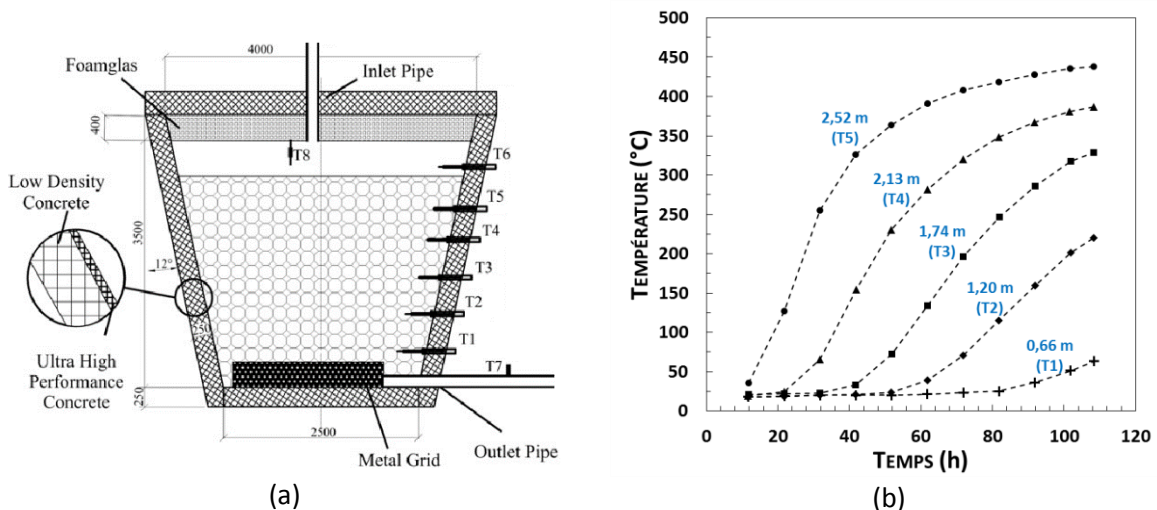 4000
Foamglas
Inlet Pipe
400
T8
T6
Low Density
Concrete
T5
T4
3500
12°
T3
T2
250
T1
Ultra High
Performance
Concrete
T7
250
2500
Outlet Pipe
Metal Grid
(a)
TEMPÉRATURE (°C)
500
450
400
350
300
250
200
150
100
50
0
2,52 m
(T5)
2,13 m
(T4)
1,74 m
(T3)
1,20 m
(T2)
0,66 m
(T1)
0 20 40 60 80 100 120
TEMPS (h)
(b)